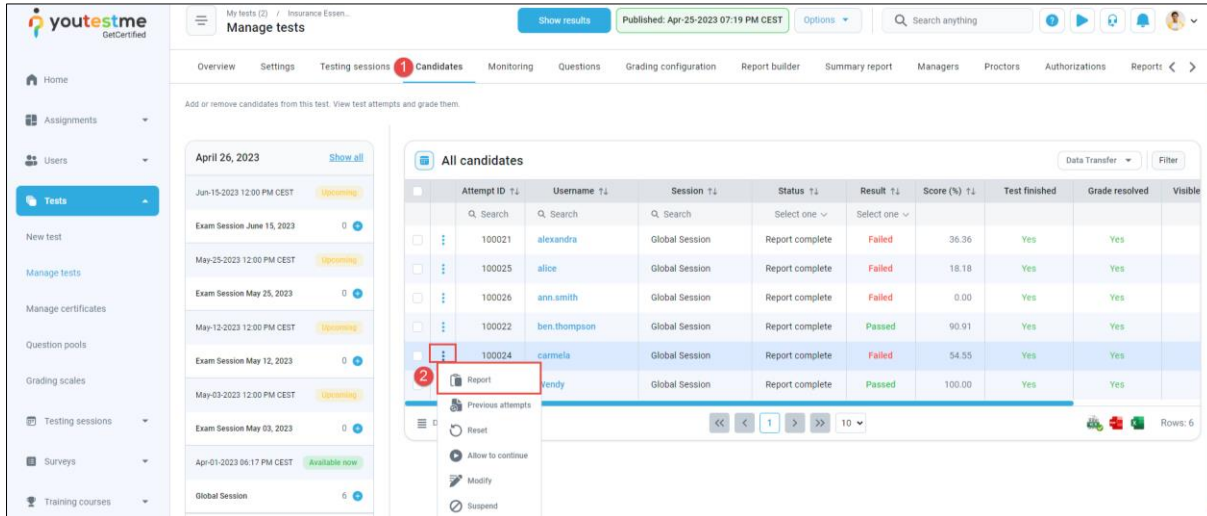 youtestme
GetCertified
My tests (2) / Insurance Essen...
Manage tests
Show results
Published: Apr-25-2023 07:19 PM CEST
Options
Search anything
Home
Assignments
Users
Tests
New test
Manage tests
Manage certificates
Question pools
Grading scales
Testing sessions
Surveys
Training courses
Overview Settings Testing sessions 1 Candidates Monitoring Questions Grading configuration Report builder Summary report Managers Proctors Authorizations Reports
Add or remove candidates from this test. View test attempts and grade them.
April 26, 2023 Show all
Jun-15-2023 12:00 PM CEST Upcoming
Exam Session June 15, 2023 0
May-25-2023 12:00 PM CEST Upcoming
Exam Session May 25, 2023 0
May-12-2023 12:00 PM CEST Upcoming
Exam Session May 12, 2023 0
May-03-2023 12:00 PM CEST Upcoming
Exam Session May 03, 2023 0
Apr-01-2023 06:17 PM CEST Available now
Global Session 6
All candidates Data Transfer Filter
Attempt ID Username Session Status Result Score (%) Test finished Grade resolved Visible
Search Search Search Select one Select one
100021 alexandra Global Session Report complete Failed 36.36 Yes Yes
100025 alice Global Session Report complete Failed 18.18 Yes Yes
100026 ann.smith Global Session Report complete Failed 0.00 Yes Yes
100022 ben.thompson Global Session Report complete Passed 90.91 Yes Yes
100024 carmela Global Session Report complete Failed 54.55 Yes Yes
Wendy Global Session Report complete Passed 100.00 Yes Yes
2
Report
Previous attempts
Reset
Allow to continue
Modify
Suspend
1 10 Rows: 6